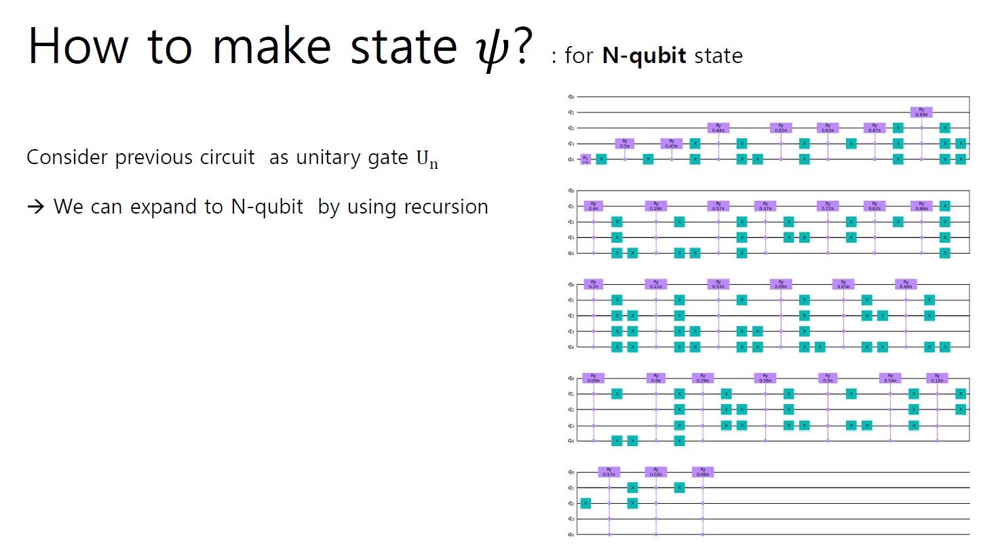 How to make state ψ? : for N-qubit state
Consider previous circuit as unitary gate Uₙ
→ We can expand to N-qubit by using recursion
q₀
Ry
q₁
0.49π
Ry Ry Ry Ry
q₂ 0.44π 0.65π 0.63π 0.47π X X
Ry Ry
q₃ 0.5π 0.45π X X X X X X X
q₄ X X X X X X X X X
q₀
Ry Ry Ry Ry Ry Ry Ry
q₁ 0.4π 0.28π 0.57π 0.37π 0.72π 0.62π 0.86π X
q₂ X X X X X X X
q₃ X X X X X X
q₄ X X X X X X
Ry Ry Ry Ry Ry Ry
q₀ 0.2π 0.21π 0.53π 0.09π 0.65π 0.49π
q₁ X X X X X X
q₂ X X X X X X X
q₃ X X X X X X X
q₄ X X X X X X X X X X X X
Ry Ry Ry Ry Ry Ry Ry
q₀ 0.09π 0.6π 0.29π 0.56π 0.5π 0.54π 0.16π
q₁ X X X X X X X
q₂ X X X X X X
q₃ X X X X X X X X
q₄ X X X
Ry Ry Ry
q₀ 0.57π 0.02π 0.06π
q₁ X X
q₂ X X
q₃
q₄